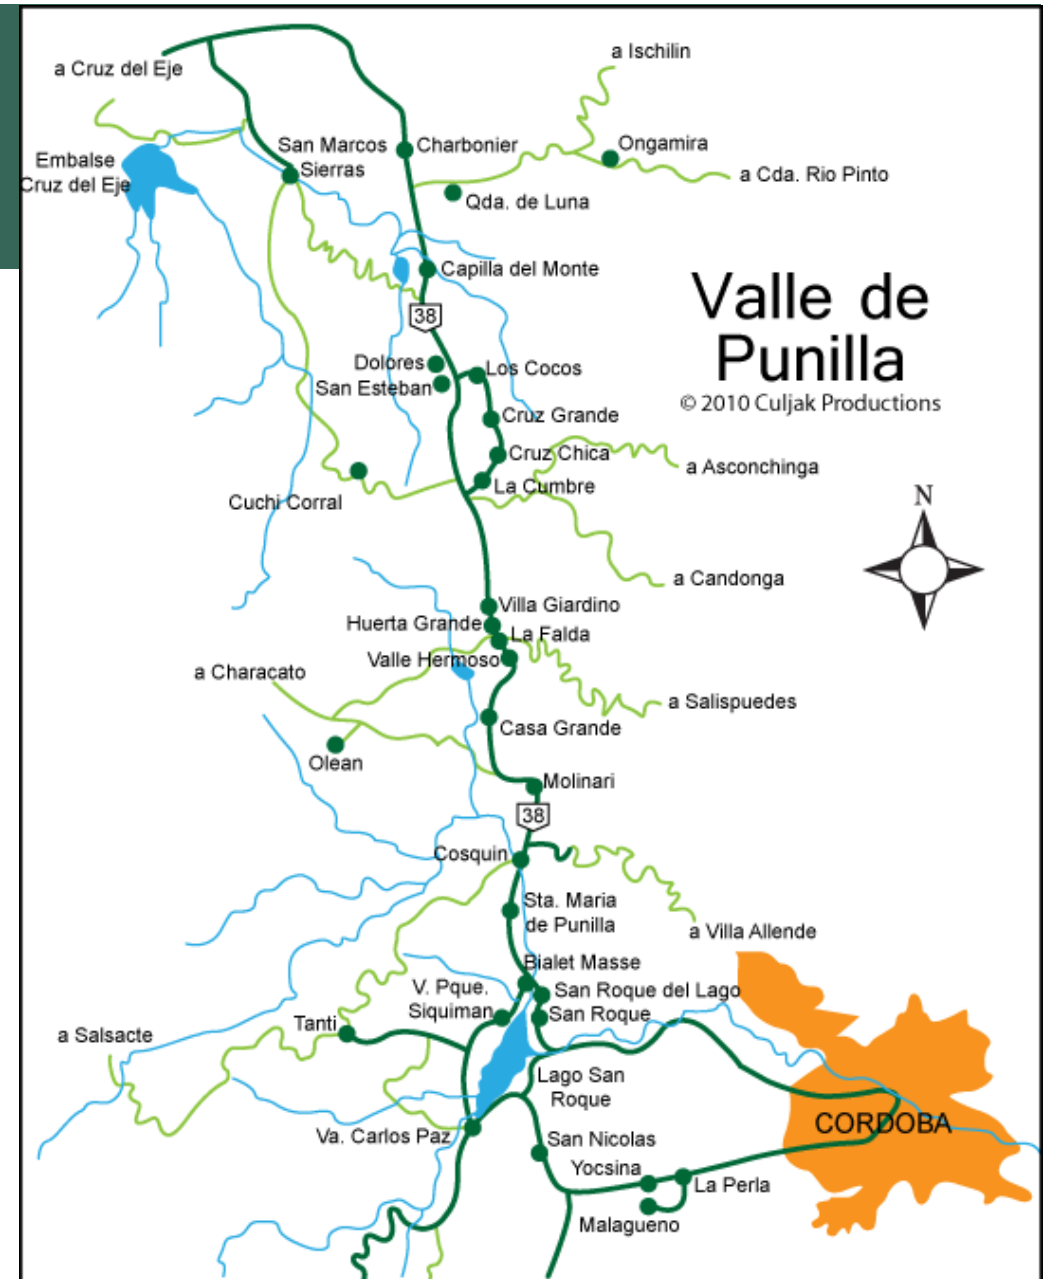 a Ischilin
a Cruz del Eje
San Marcos
Sierras
Charbonier
Ongamira
Embalse
Cruz del Eje
a Cda. Rio Pinto
Qda. de Luna
Capilla del Monte
Valle de
Punilla
© 2010 Culjak Productions
38
Dolores
San Esteban
Los Cocos
Cruz Grande
Cruz Chica
a Asconchinga
La Cumbre
Cuchi Corral
N
a Candonga
Villa Giardino
Huerta Grande
La Falda
Valle Hermoso
a Characato
a Salispuedes
Casa Grande
Olean
Molinari
38
Cosquin
Sta. Maria
de Punilla
a Villa Allende
Bialet Masse
V. Pque.
Siquiman
San Roque del Lago
San Roque
Tanti
a Salsacte
Lago San
Roque
CORDOBA
Va. Carlos Paz
San Nicolas
Yocsina
La Perla
Malagueno